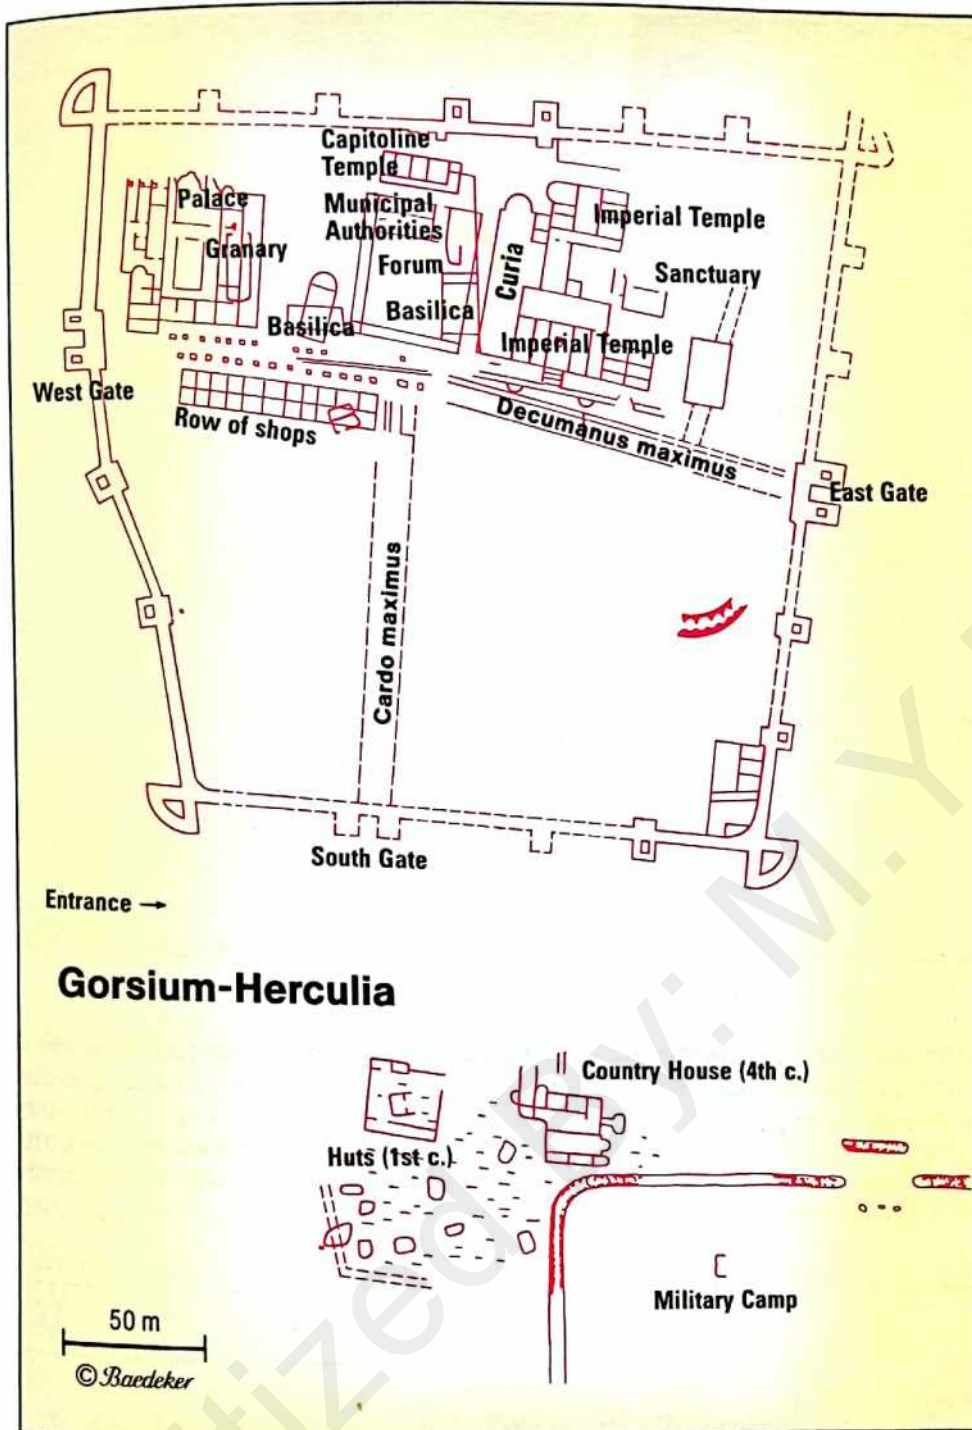 Capitoline
Temple
Palace
Municipal
Authorities
Imperial Temple
Granary
Forum
Curia
Sanctuary
Basilica
Basilica
Imperial Temple
West Gate
Row of shops
Decumanus maximus
East Gate
Cardo maximus
South Gate
Entrance →
Gorsium-Herculia
Country House (4th c.)
Huts (1st c.)
Military Camp
50 m
© Baedeker
itized By: M. Y